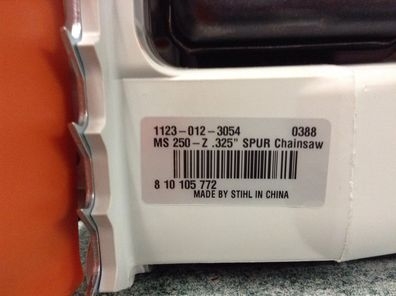 1123-012-3054 0388
MS 250-Z .325" SPUR Chainsaw
8 10 105 772
MADE BY STIHL IN CHINA